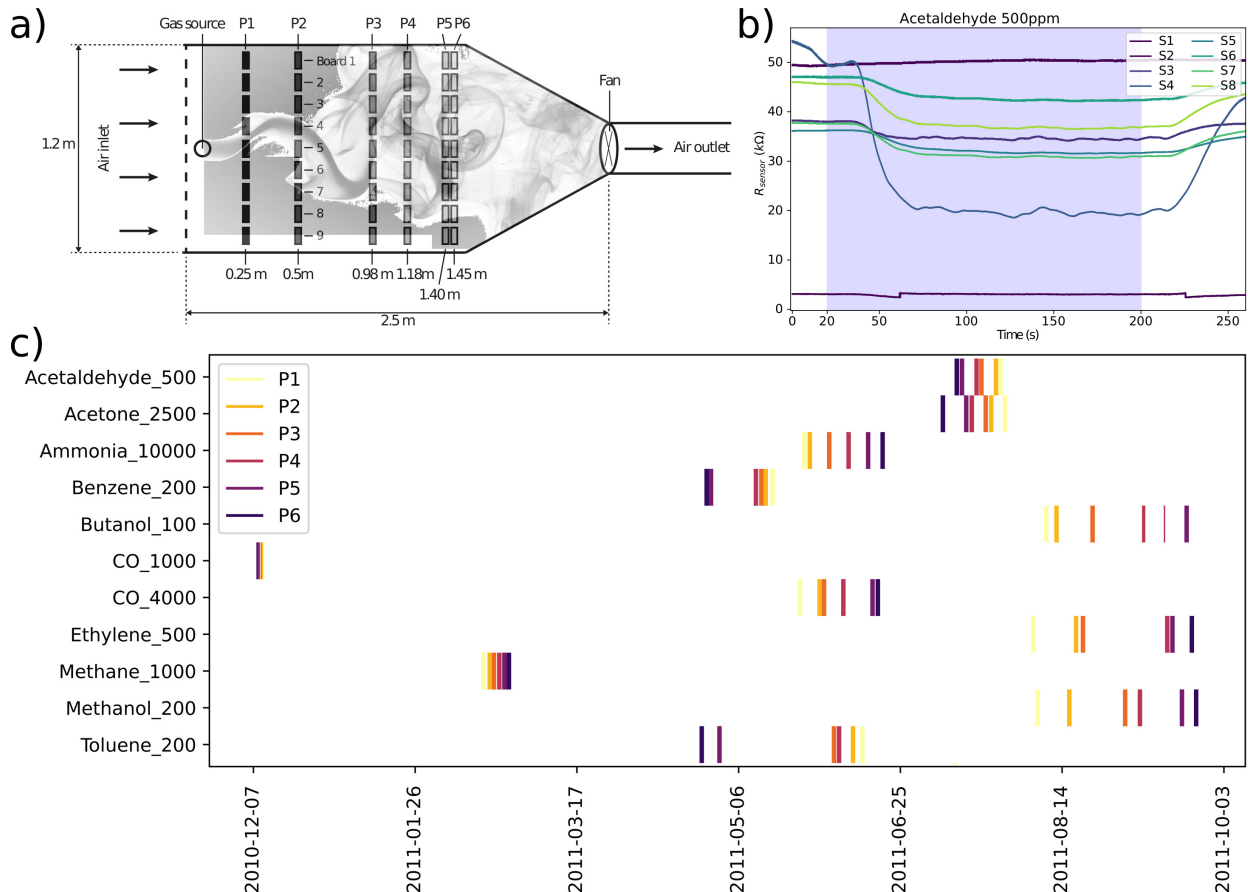 a)
Gas source P1 P2 P3 P4 P5 P6
Board 1
2
3
4
5
6
7
8
9
1.2 m
Air inlet
Fan
Air outlet
0.25 m 0.5m 0.98 m 1.18m 1.45 m
1.40 m
2.5 m
b)
Acetaldehyde 500ppm
S1 S5
S2 S6
S3 S7
S4 S8
50
40
30
20
10
0
R_sensor (kΩ)
0 20 50 100 150 200 250
Time (s)
c)
P1
P2
P3
P4
P5
P6
Acetaldehyde_500
Acetone_2500
Ammonia_10000
Benzene_200
Butanol_100
CO_1000
CO_4000
Ethylene_500
Methane_1000
Methanol_200
Toluene_200
2010-12-07
2011-01-26
2011-03-17
2011-05-06
2011-06-25
2011-08-14
2011-10-03